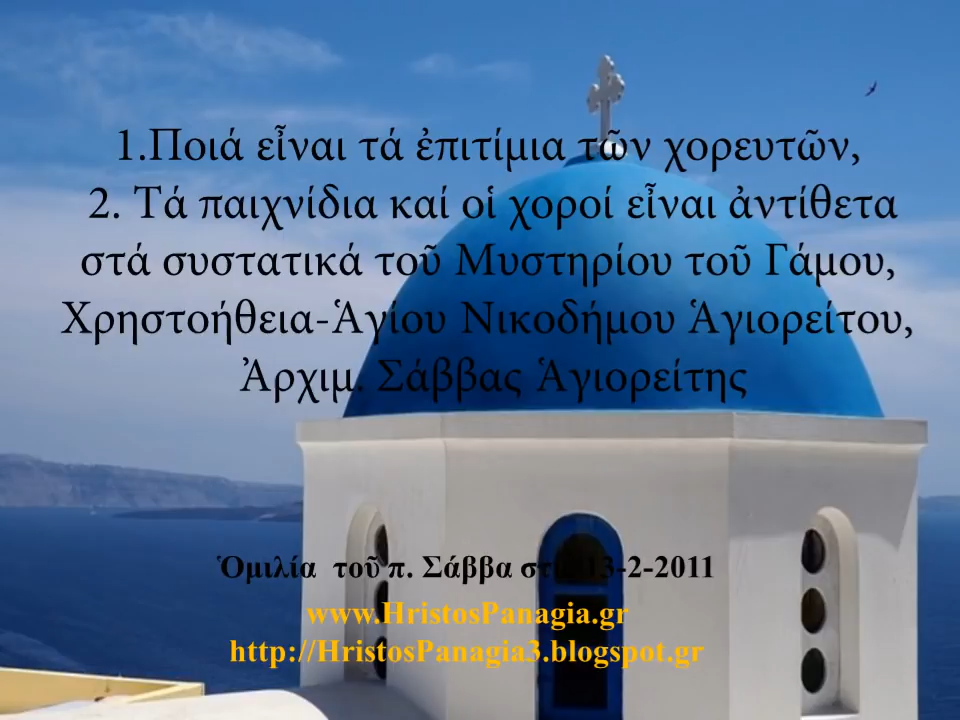 1.Ποιά εἶναι τά ἐπιτίμια τῶν χορευτῶν,
2. Τά παιχνίδια καί οἱ χοροί εἶναι ἀντίθετα
στά συστατικά τοῦ Μυστηρίου τοῦ Γάμου,
Χρηστοήθεια-Ἁγίου Νικοδήμου Ἁγιορείτου,
Ἀρχιμ. Σάββας Ἁγιορείτης
Ὁμιλία τοῦ π. Σάββα 13-2-2011
www.HristosPanagia.gr
http://HristosPanagia3.blogspot.gr